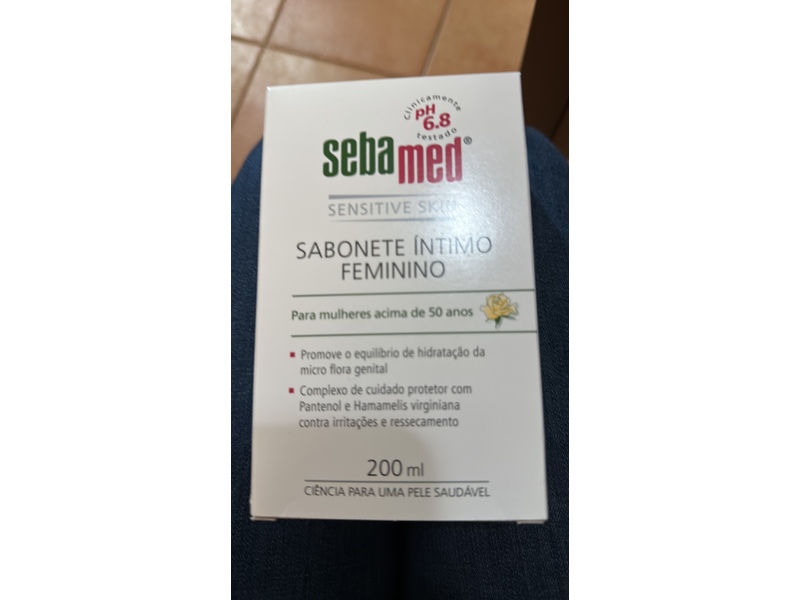 Clinicamente
pH
6.8
testado
sebamed®
SENSITIVE SKIN
SABONETE ÍNTIMO
FEMININO
Para mulheres acima de 50 anos
Promove o equilíbrio de hidratação da
micro flora genital
Complexo de cuidado protetor com
Pantenol e Hamamelis virginiana
contra irritações e ressecamento
200 ml
CIÊNCIA PARA UMA PELE SAUDÁVEL